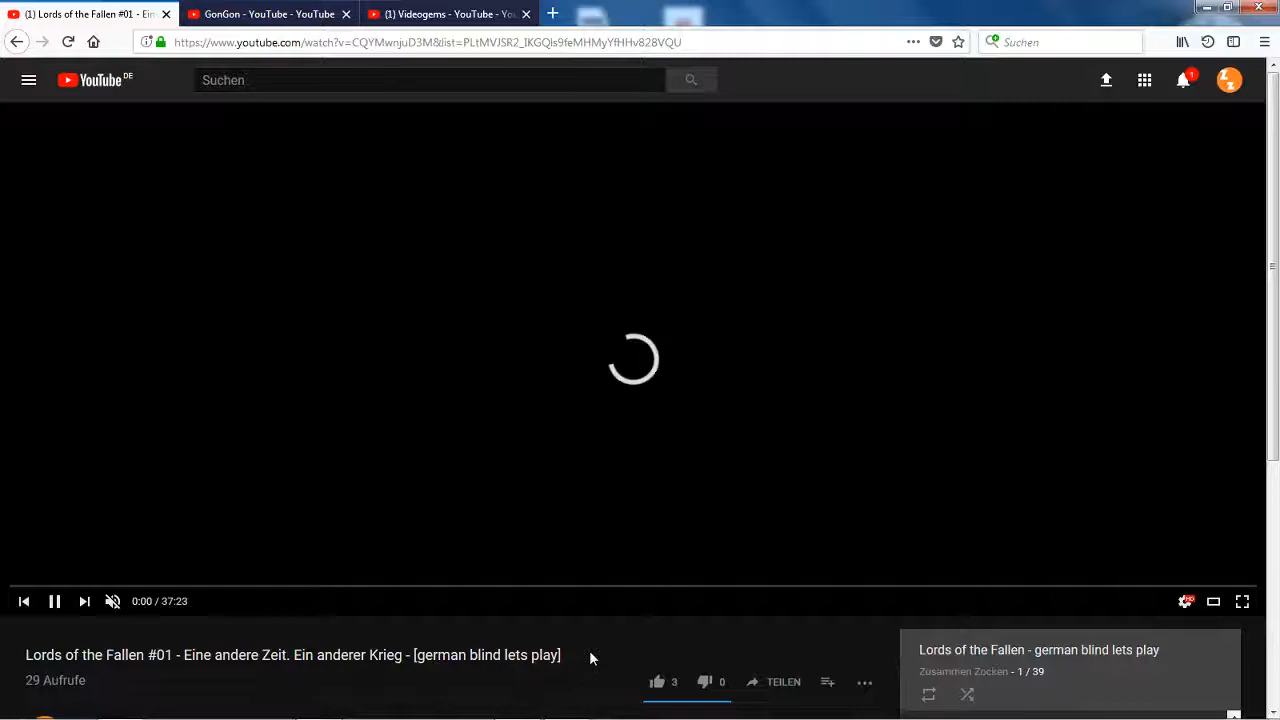 (1) Lords of the Fallen #01 - Ein
GonGon - YouTube - YouTube
(1) Videogems - YouTube - You
https://www.youtube.com/watch?v=CQYMwnjuD3M&list=PLtMVJSR2_IKGQls9feMHMyYfHHv828VQU
Suchen
YouTube DE
Suchen
1
0:00 / 37:23
HD
Lords of the Fallen #01 - Eine andere Zeit. Ein anderer Krieg - [german blind lets play]
29 Aufrufe
3
0
TEILEN
Lords of the Fallen - german blind lets play
Zusammen Zocken - 1 / 39